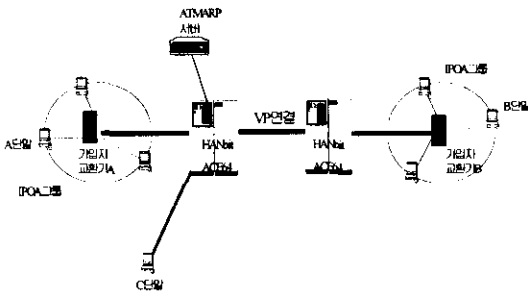 ATMARP
서버
IPOA그룹
B단말
VP연결
A단말
가입자
교환기A
HANbit
ACE64
HANbit
ACE64
가입자
교환기B
IPOA그룹
C단말